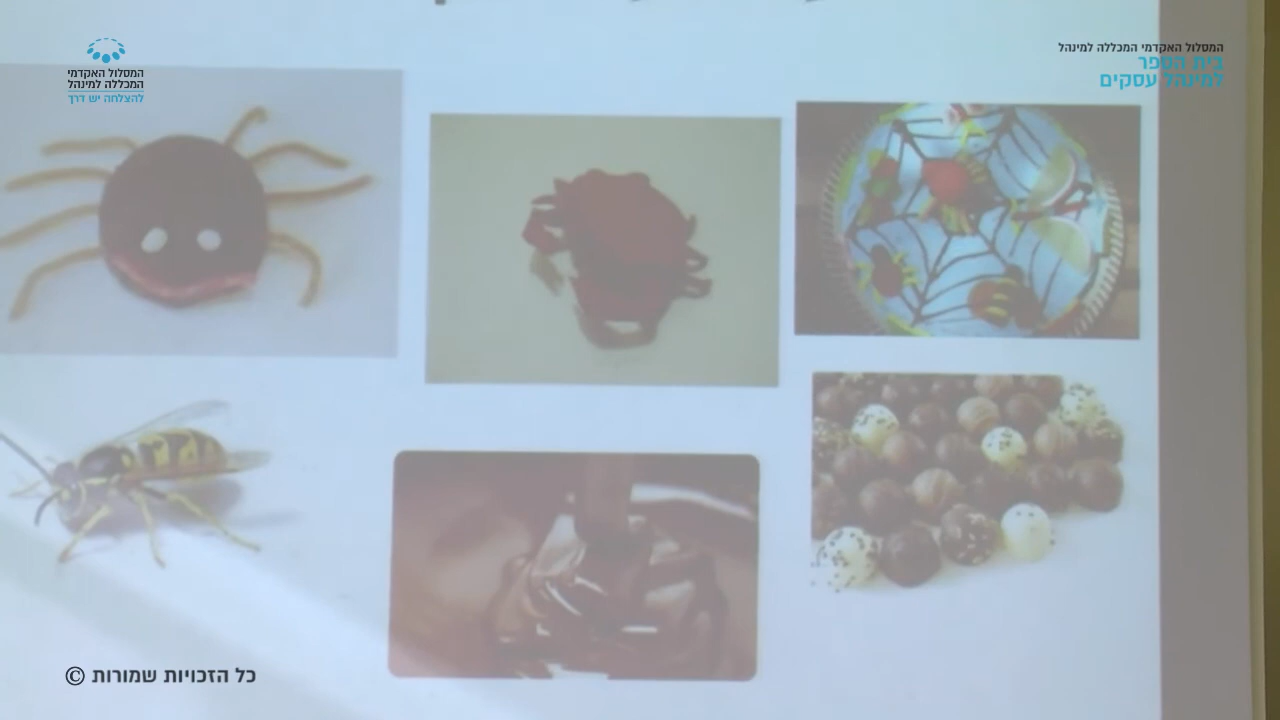 המסלול האקדמי
המכללה למינהל
להצלחה יש דרך
המסלול האקדמי המכללה למינהל
בית הספר
למינהל עסקים
כל הזכויות שמורות ©